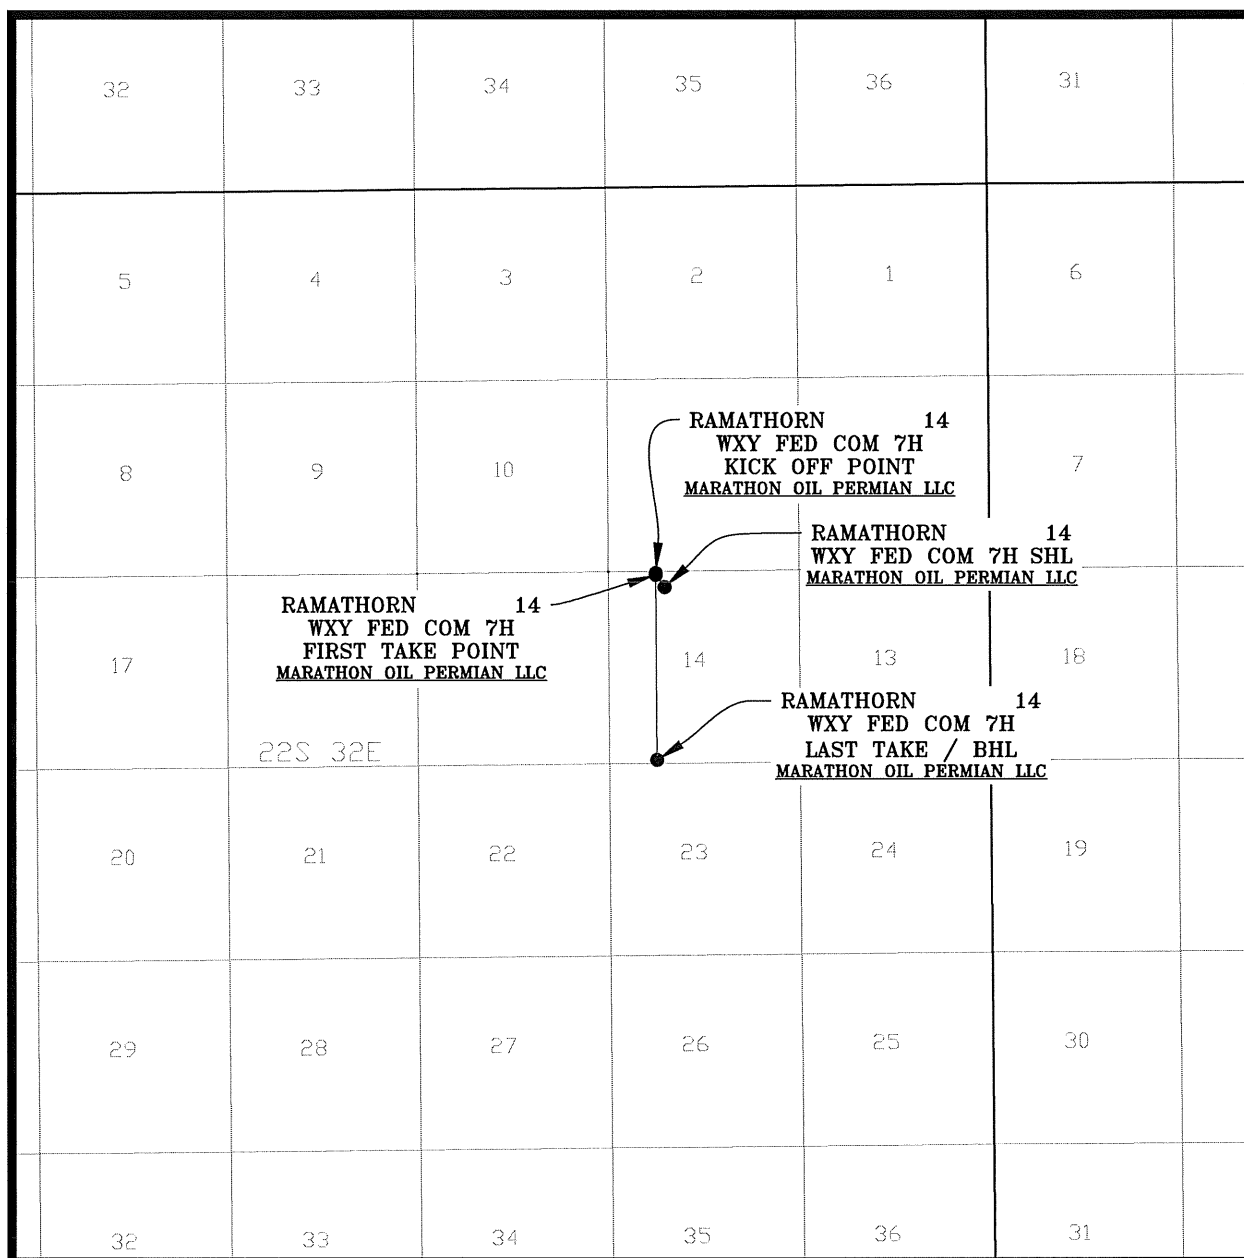 32 33 34 35 36 31
5 4 3 2 1 6
RAMATHORN 14
WXY FED COM 7H
KICK OFF POINT
MARATHON OIL PERMIAN LLC
8 9 10 7
RAMATHORN 14
WXY FED COM 7H SHL
MARATHON OIL PERMIAN LLC
RAMATHORN 14
WXY FED COM 7H
FIRST TAKE POINT
MARATHON OIL PERMIAN LLC
17 14 13 18
RAMATHORN 14
WXY FED COM 7H
LAST TAKE / BHL
MARATHON OIL PERMIAN LLC
22S 32E
20 21 22 23 24 19
29 28 27 26 25 30
32 33 34 35 36 31